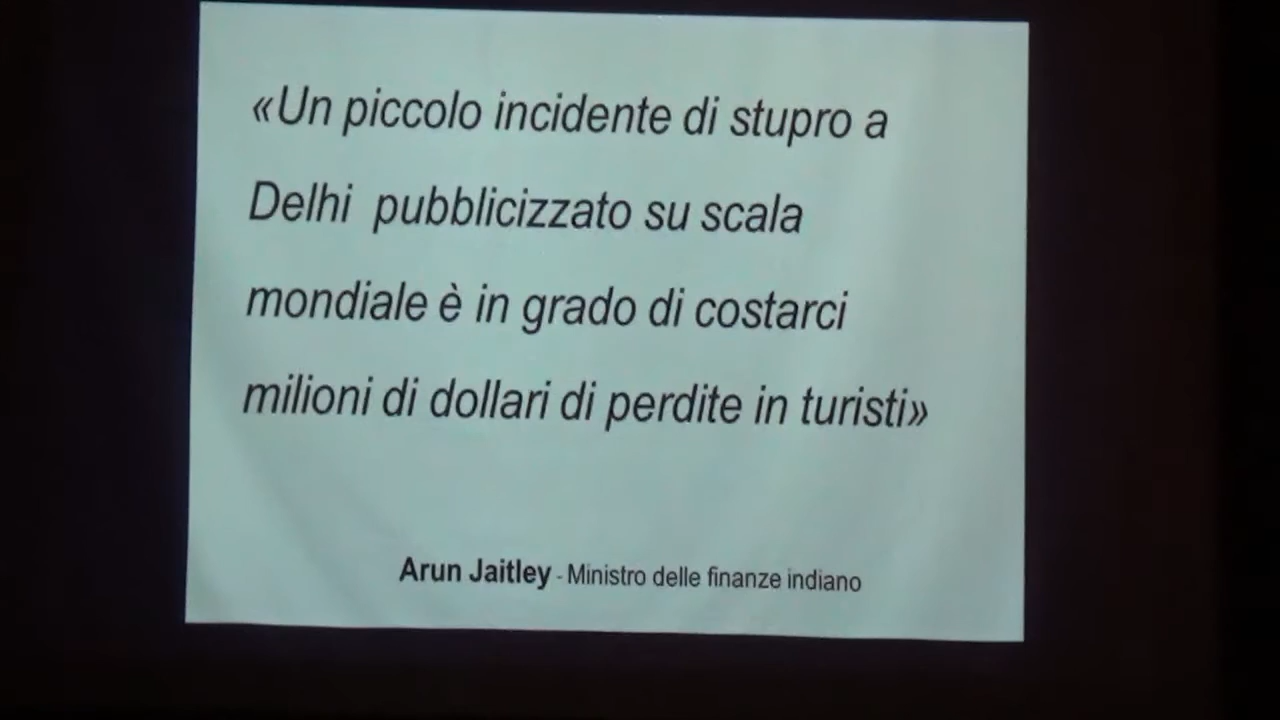 «Un piccolo incidente di stupro a
Delhi pubblicizzato su scala
mondiale è in grado di costarci
milioni di dollari di perdite in turisti»
Arun Jaitley - Ministro delle finanze indiano